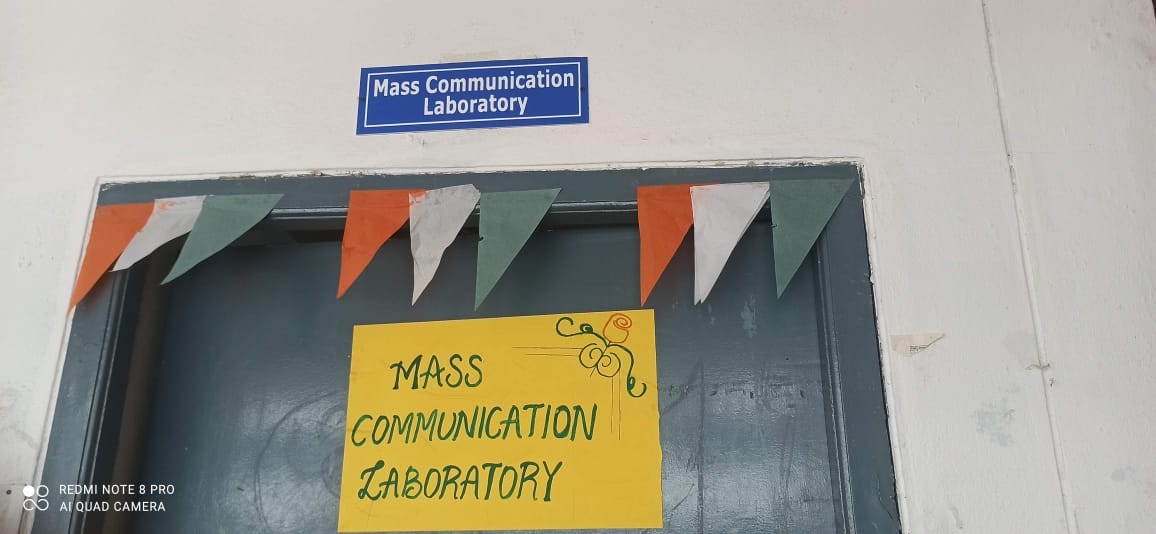 Mass Communication
Laboratory
MASS
COMMUNICATION
LABORATORY
REDMI NOTE 8 PRO
AI QUAD CAMERA